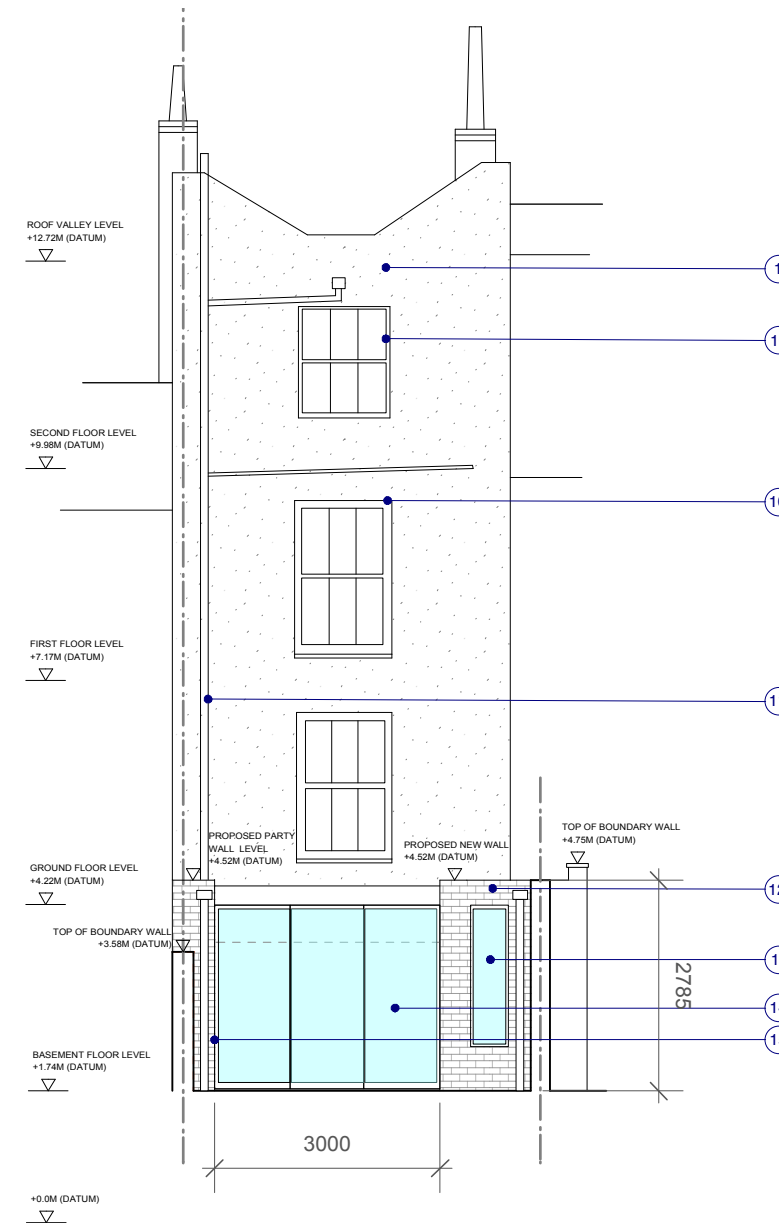 ROOF VALLEY LEVEL
+12.72M (DATUM)
SECOND FLOOR LEVEL
+9.98M (DATUM)
FIRST FLOOR LEVEL
+7.17M (DATUM)
PROPOSED PARTY
WALL LEVEL
+4.52M (DATUM)
PROPOSED NEW WALL
+4.52M (DATUM)
TOP OF BOUNDARY WALL
+4.75M (DATUM)
GROUND FLOOR LEVEL
+4.22M (DATUM)
TOP OF BOUNDARY WALL
+3.58M (DATUM)
2785
BASEMENT FLOOR LEVEL
+1.74M (DATUM)
3000
+0.0M (DATUM)